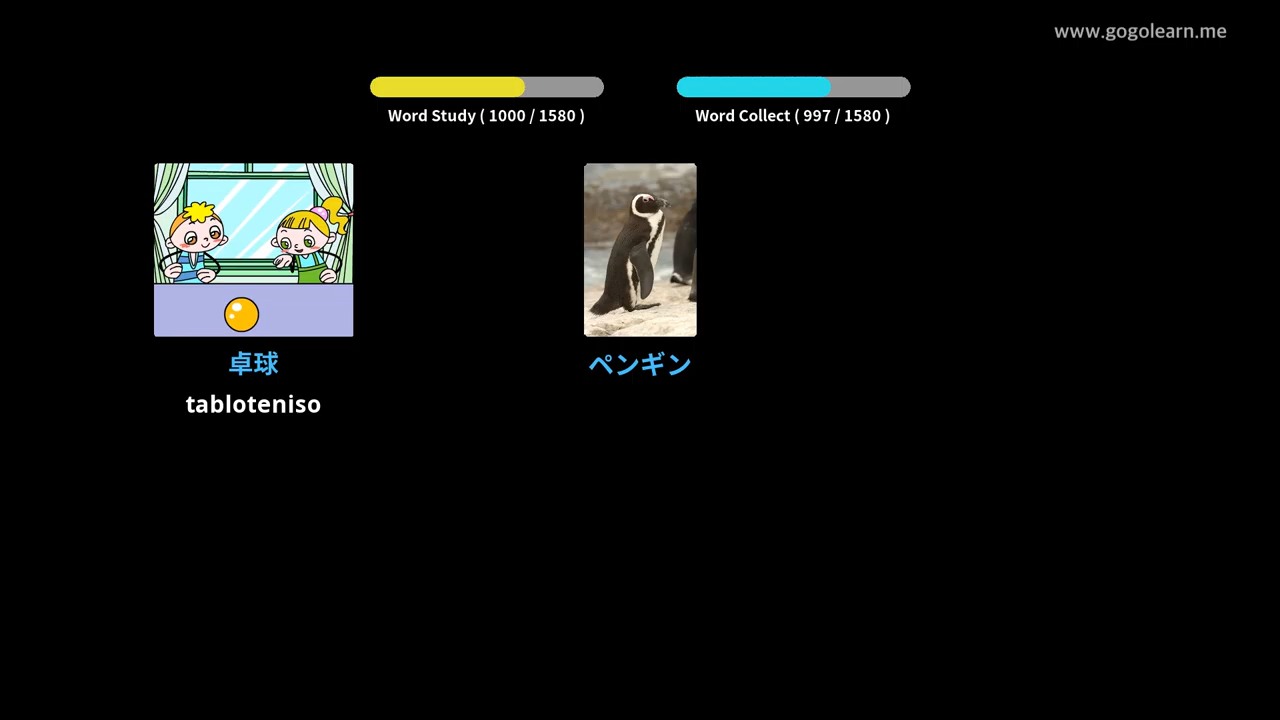 www.gogolearn.me
Word Study ( 1000 / 1580 )
Word Collect ( 997 / 1580 )
卓球
ペンギン
tabloteniso